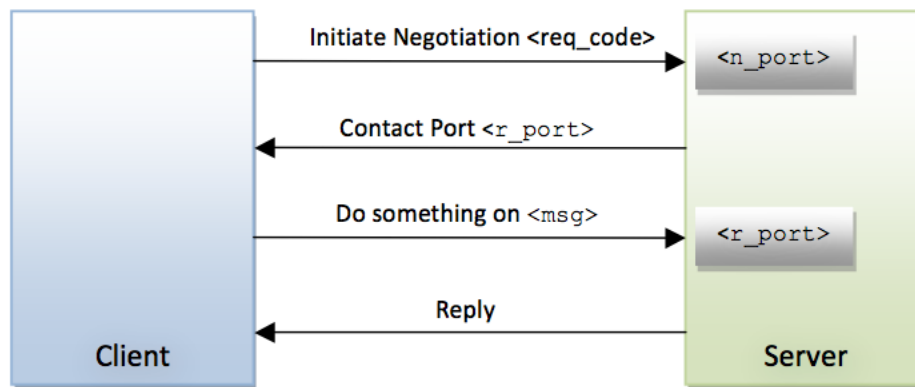 Initiate Negotiation <req_code>
<n_port>
Contact Port <r_port>
Do something on <msg>
<r_port>
Reply
Client
Server